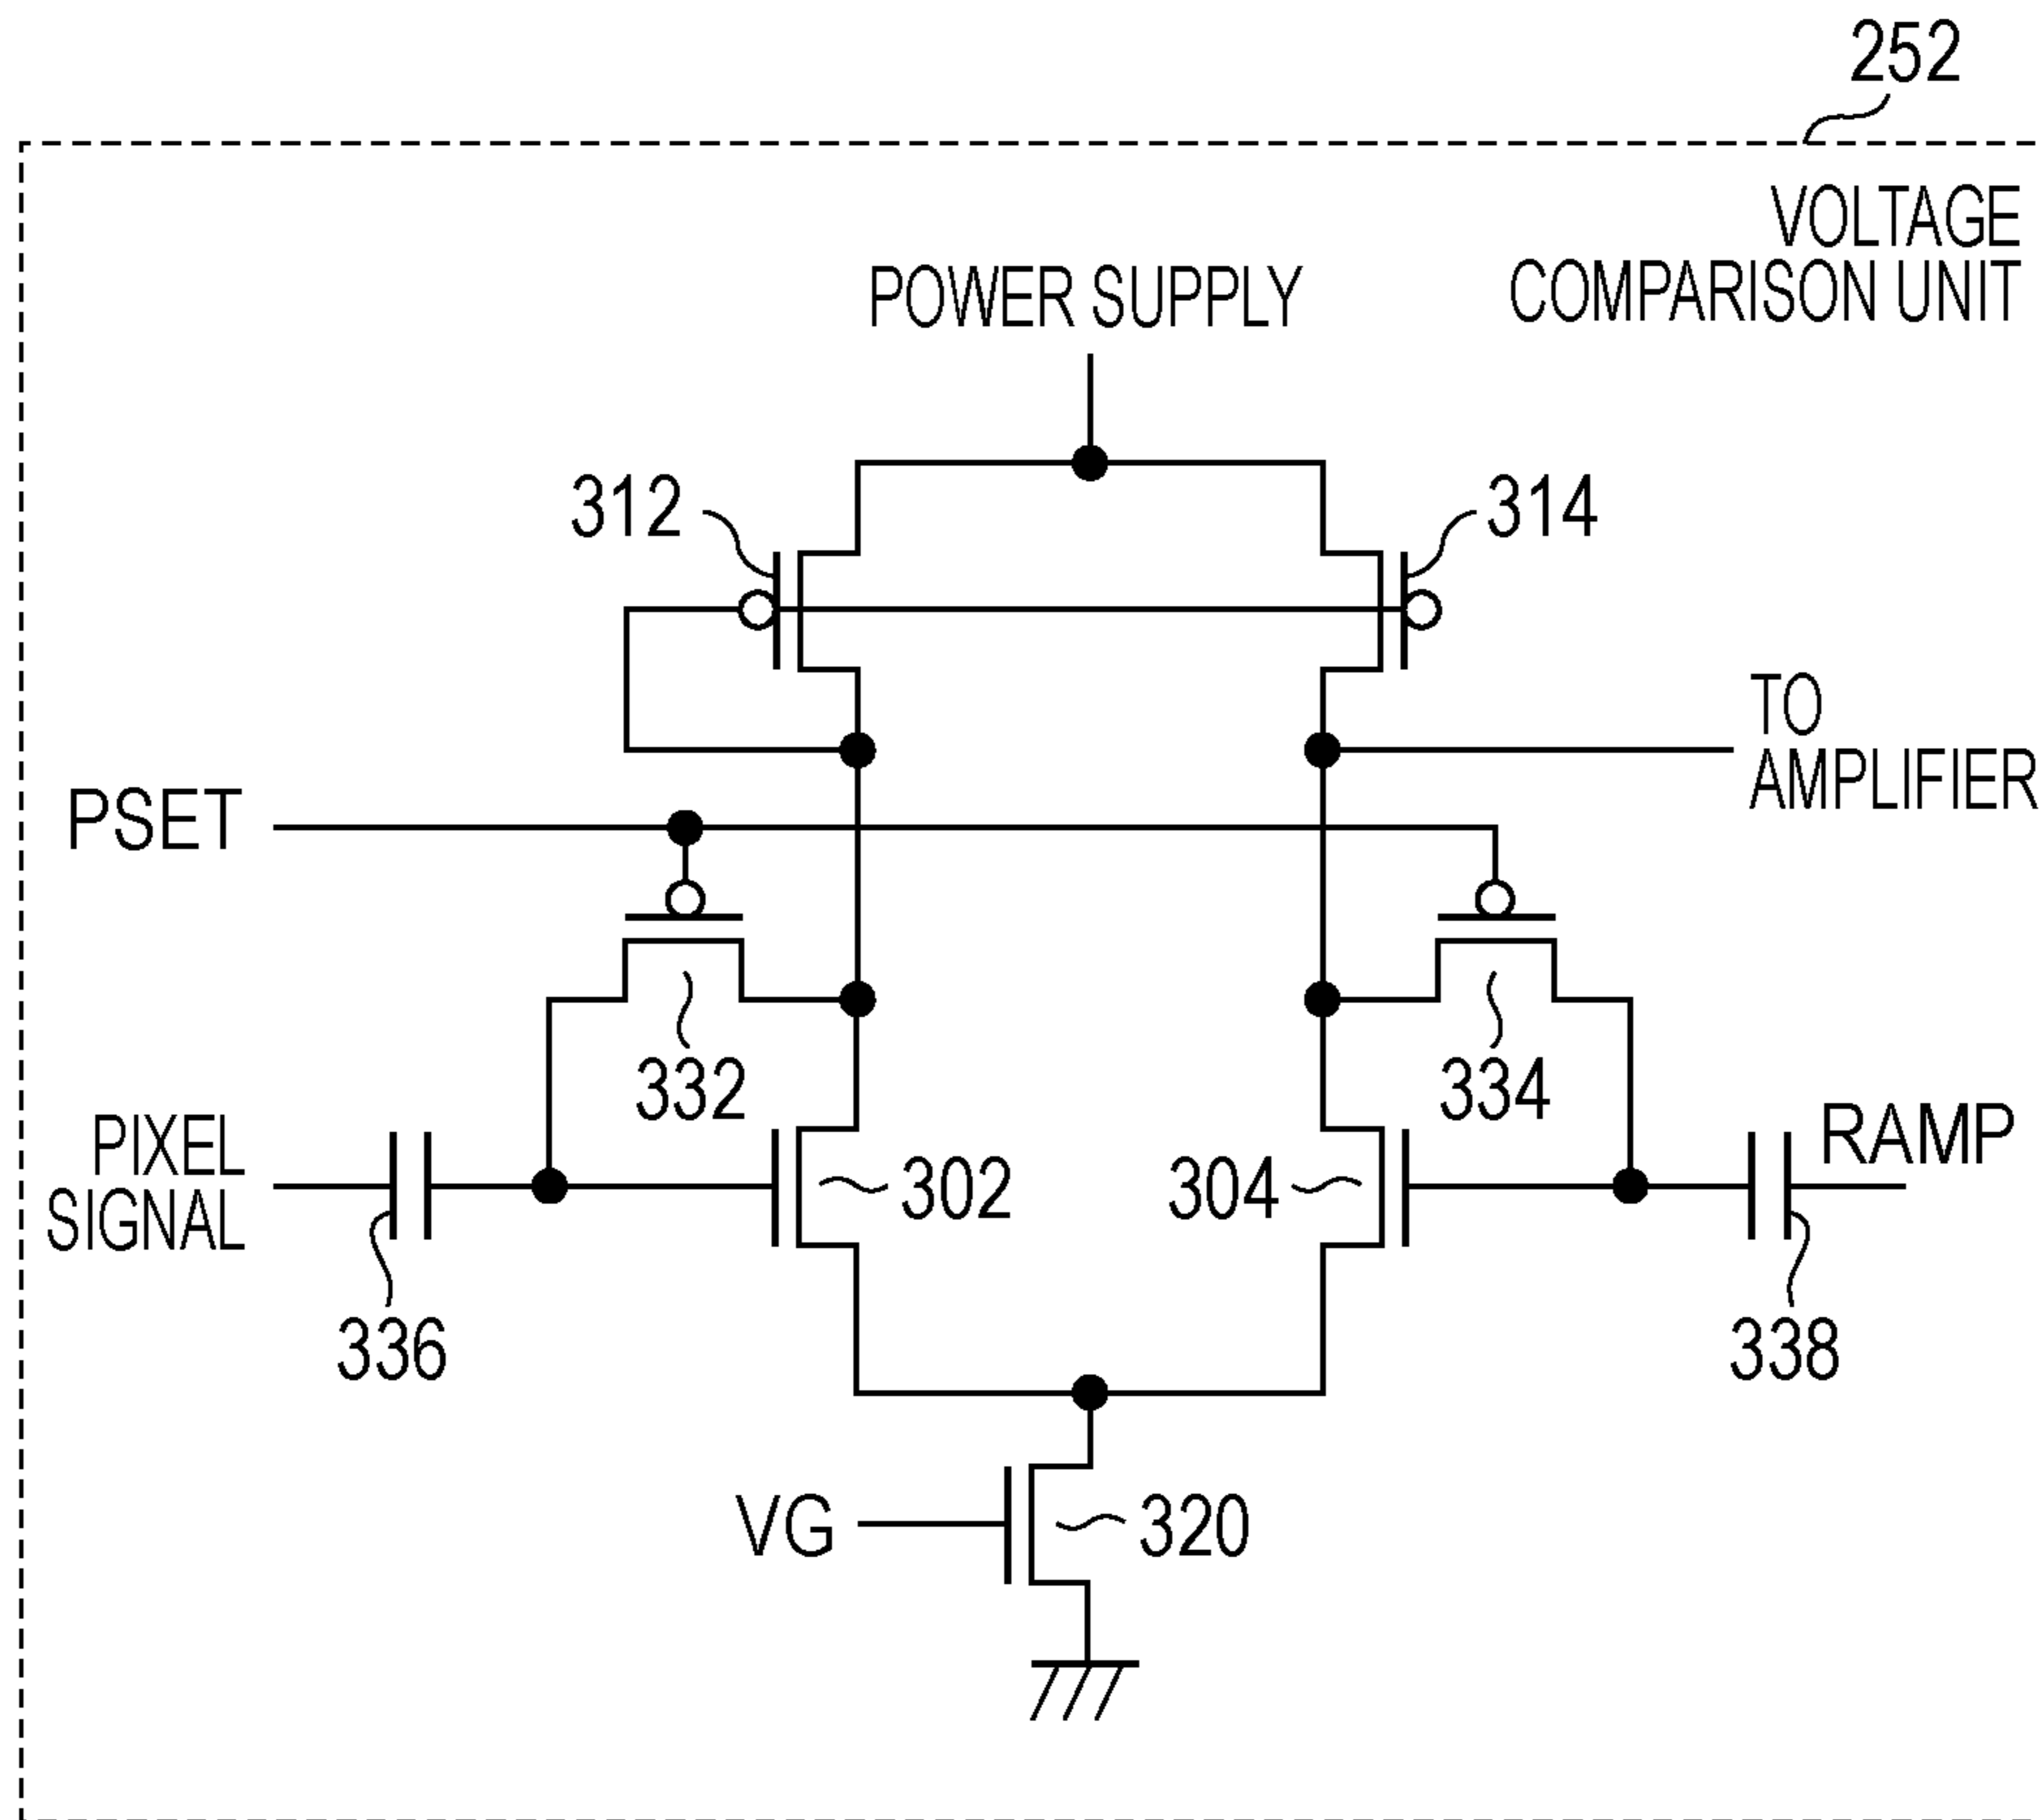 252
VOLTAGE
COMPARISON UNIT
POWER SUPPLY
312
314
TO
AMPLIFIER
PSET
332
334
PIXEL
SIGNAL
302
304
RAMP
336
338
VG
320